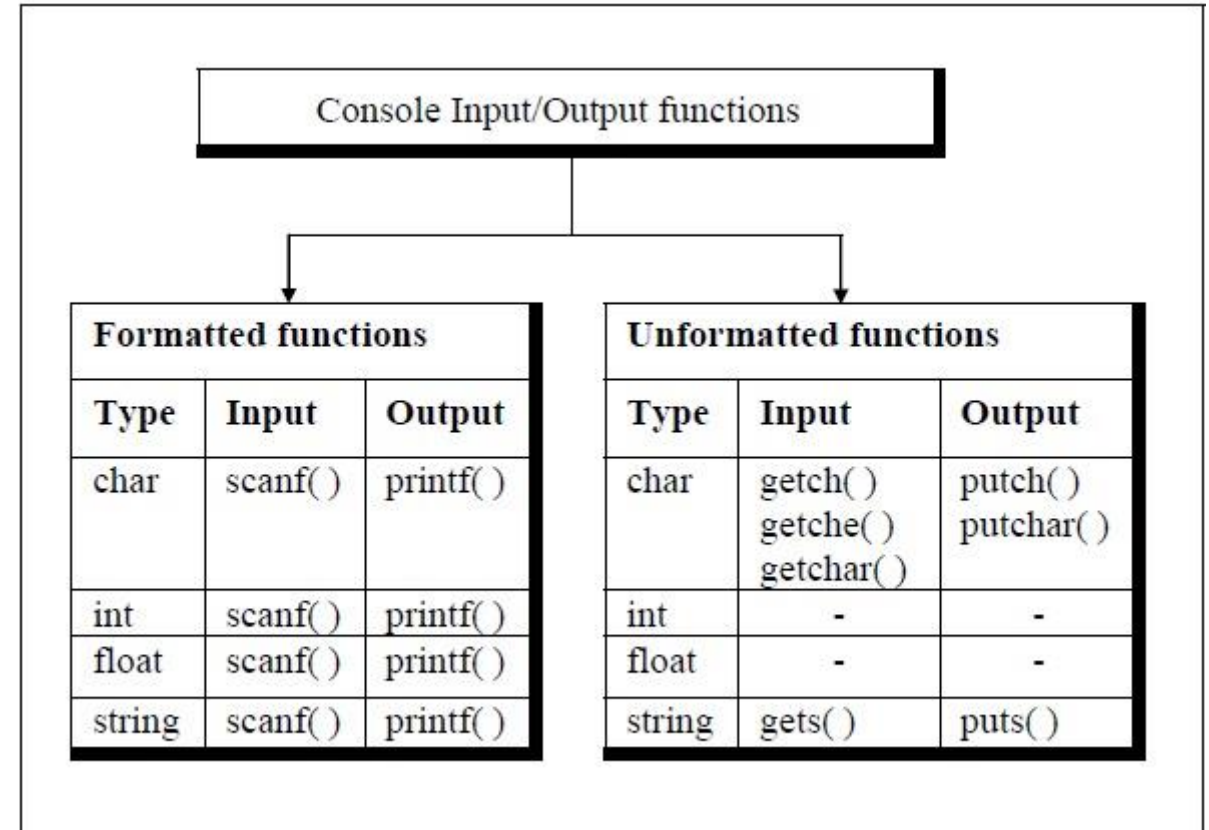 Console Input/Output functions
Formatted functions
Type Input Output
char scanf( ) printf( )
int scanf( ) printf( )
float scanf( ) printf( )
string scanf( ) printf( )
Unformatted functions
Type Input Output
char getch( ) putch( )
getche( ) putchar( )
getchar( )
int - -
float - -
string gets( ) puts( )